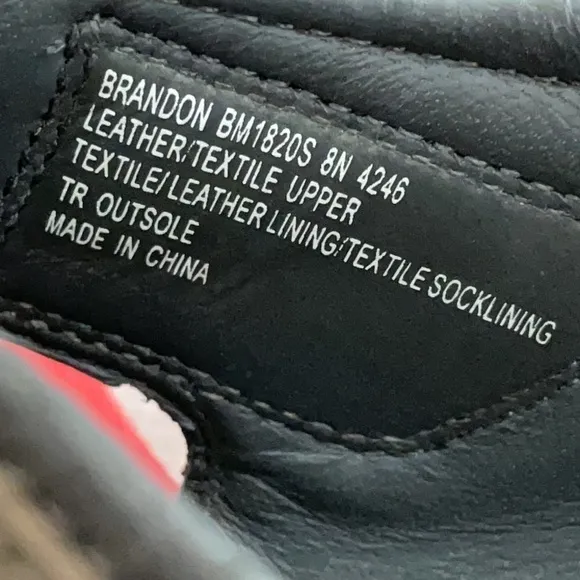 BRANDON BM1820S 8N 4246
LEATHER/TEXTILE UPPER
TEXTILE/LEATHER LINING/TEXTILE SOCKLINING
TR OUTSOLE
MADE IN CHINA